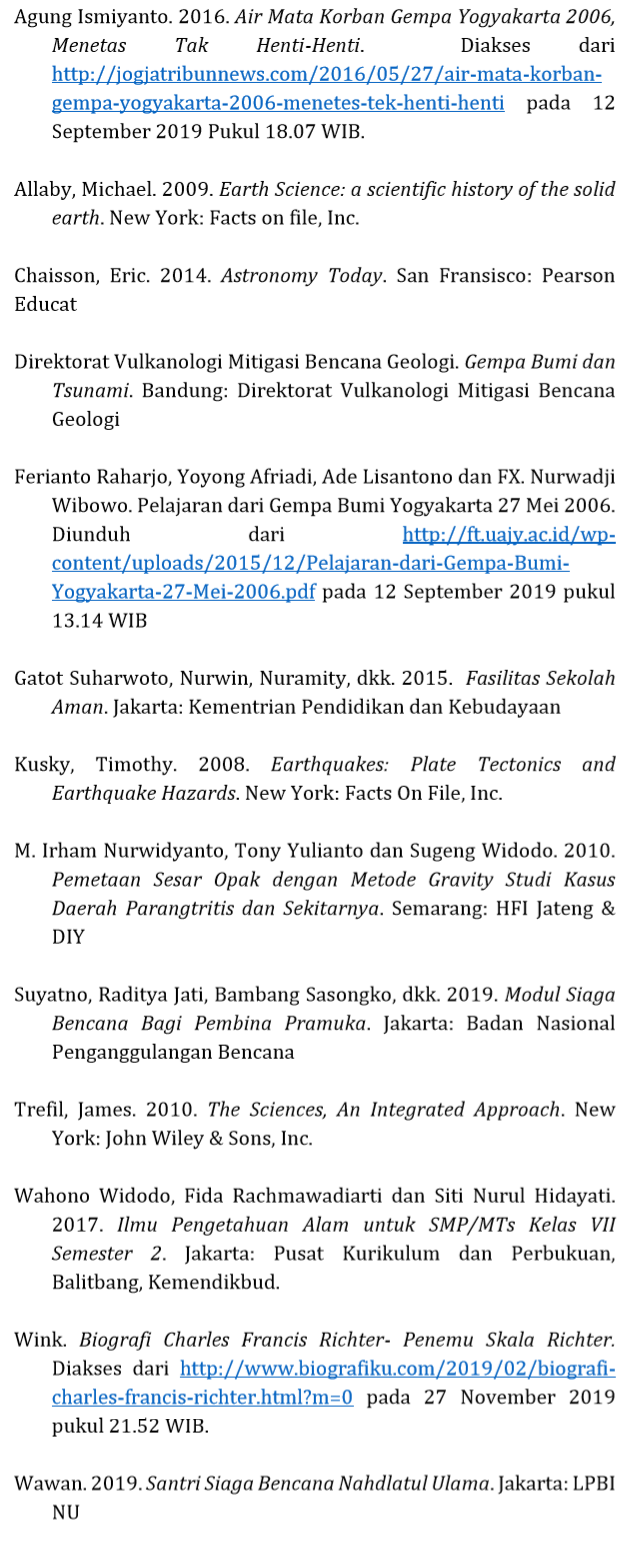 Agung Ismiyanto. 2016. Air Mata Korban Gempa Yogyakarta 2006,
Menetas Tak Henti-Henti. Diakses dari
http://jogjatribunnews.com/2016/05/27/air-mata-korban-
gempa-yogyakarta-2006-menetes-tek-henti-henti pada 12
September 2019 Pukul 18.07 WIB.
Allaby, Michael. 2009. Earth Science: a scientific history of the solid
earth. New York: Facts on file, Inc.
Chaisson, Eric. 2014. Astronomy Today. San Fransisco: Pearson
Educat
Direktorat Vulkanologi Mitigasi Bencana Geologi. Gempa Bumi dan
Tsunami. Bandung: Direktorat Vulkanologi Mitigasi Bencana
Geologi
Ferianto Raharjo, Yoyong Afriadi, Ade Lisantono dan FX. Nurwadji
Wibowo. Pelajaran dari Gempa Bumi Yogyakarta 27 Mei 2006.
Diunduh dari http://ft.uajy.ac.id/wp-
content/uploads/2015/12/Pelajaran-dari-Gempa-Bumi-
Yogyakarta-27-Mei-2006.pdf pada 12 September 2019 pukul
13.14 WIB
Gatot Suharwoto, Nurwin, Nuramity, dkk. 2015. Fasilitas Sekolah
Aman. Jakarta: Kementrian Pendidikan dan Kebudayaan
Kusky, Timothy. 2008. Earthquakes: Plate Tectonics and
Earthquake Hazards. New York: Facts On File, Inc.
M. Irham Nurwidyanto, Tony Yulianto dan Sugeng Widodo. 2010.
Pemetaan Sesar Opak dengan Metode Gravity Studi Kasus
Daerah Parangtritis dan Sekitarnya. Semarang: HFI Jateng &
DIY
Suyatno, Raditya Jati, Bambang Sasongko, dkk. 2019. Modul Siaga
Bencana Bagi Pembina Pramuka. Jakarta: Badan Nasional
Penganggulangan Bencana
Trefil, James. 2010. The Sciences, An Integrated Approach. New
York: John Wiley & Sons, Inc.
Wahono Widodo, Fida Rachmawadiarti dan Siti Nurul Hidayati.
2017. Ilmu Pengetahuan Alam untuk SMP/MTs Kelas VII
Semester 2. Jakarta: Pusat Kurikulum dan Perbukuan,
Balitbang, Kemendikbud.
Wink. Biografi Charles Francis Richter- Penemu Skala Richter.
Diakses dari http://www.biografiku.com/2019/02/biografi-
charles-francis-richter.html?m=0 pada 27 November 2019
pukul 21.52 WIB.
Wawan. 2019. Santri Siaga Bencana Nahdlatul Ulama. Jakarta: LPBI
NU